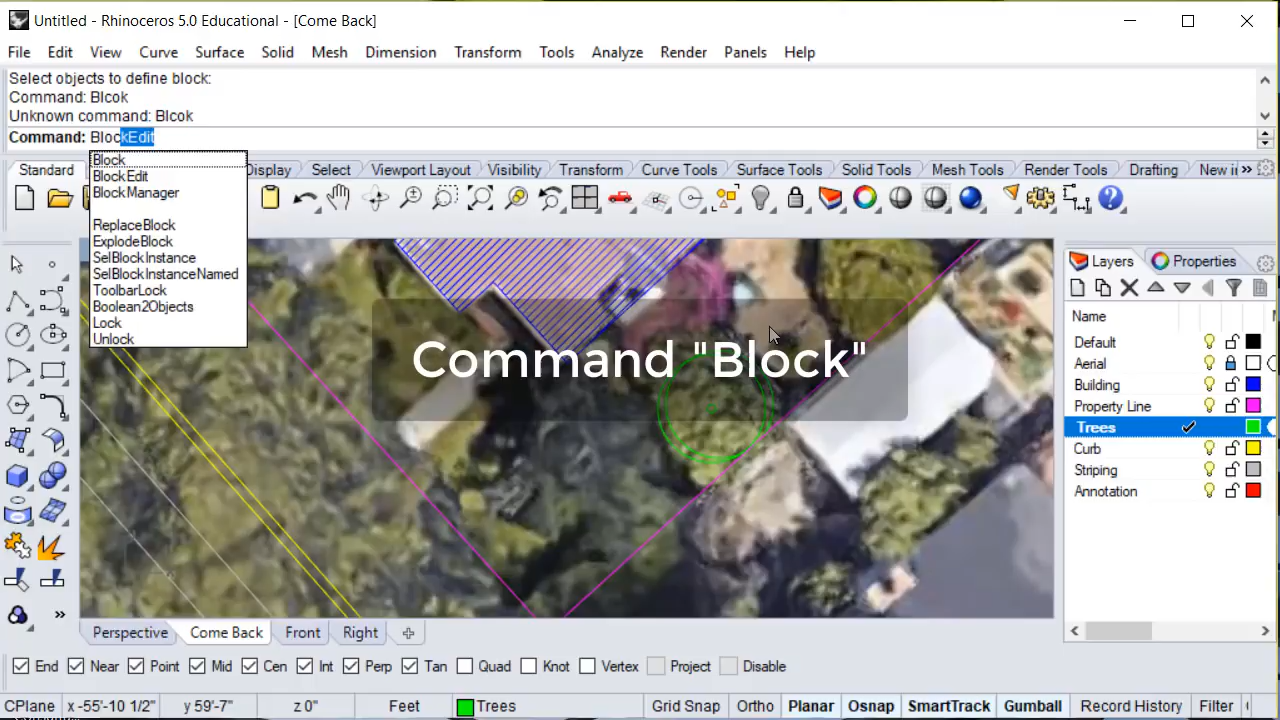 Untitled - Rhinoceros 5.0 Educational - [Come Back]
File Edit View Curve Surface Solid Mesh Dimension Transform Tools Analyze Render Panels Help
Select objects to define block:
Command: Blcok
Unknown command: Blcok
Command: BlockEdit
Block
BlockEdit
BlockManager
ReplaceBlock
ExplodeBlock
SelBlockInstance
SelBlockInstanceNamed
ToolbarLock
Boolean2Objects
Lock
Unlock
Standard Display Select Viewport Layout Visibility Transform Curve Tools Surface Tools Solid Tools Mesh Tools Render Tools Drafting New i
Layers Properties
Name
Default
Aerial
Building
Property Line
Trees
Curb
Striping
Annotation
Command "Block"
Perspective Come Back Front Right
End Near Point Mid Cen Int Perp Tan Quad Knot Vertex Project Disable
CPlane x -55'-10 1/2" y 59'-7" z 0" Feet Trees Grid Snap Ortho Planar Osnap SmartTrack Gumball Record History Filter